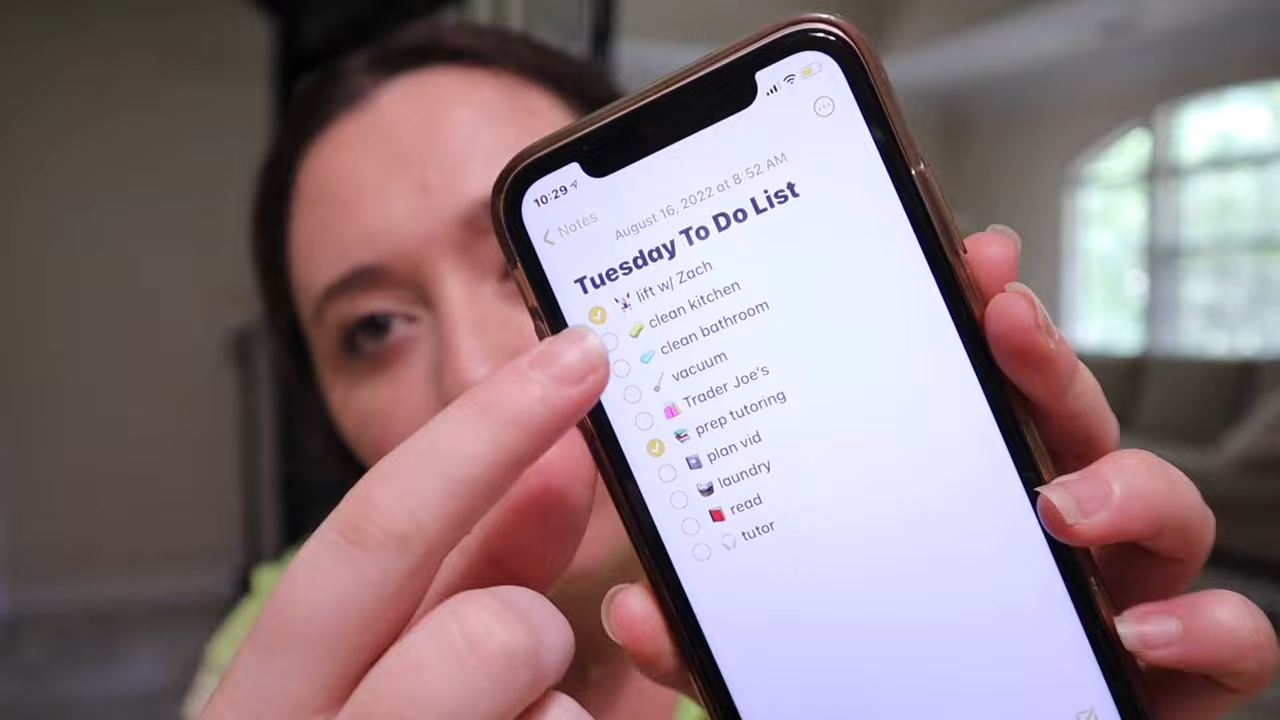 10:29
Notes
August 16, 2022 at 8:52 AM
Tuesday To Do List
lift w/ Zach
clean kitchen
clean bathroom
vacuum
Trader Joe's
prep tutoring
plan vid
laundry
read
tutor